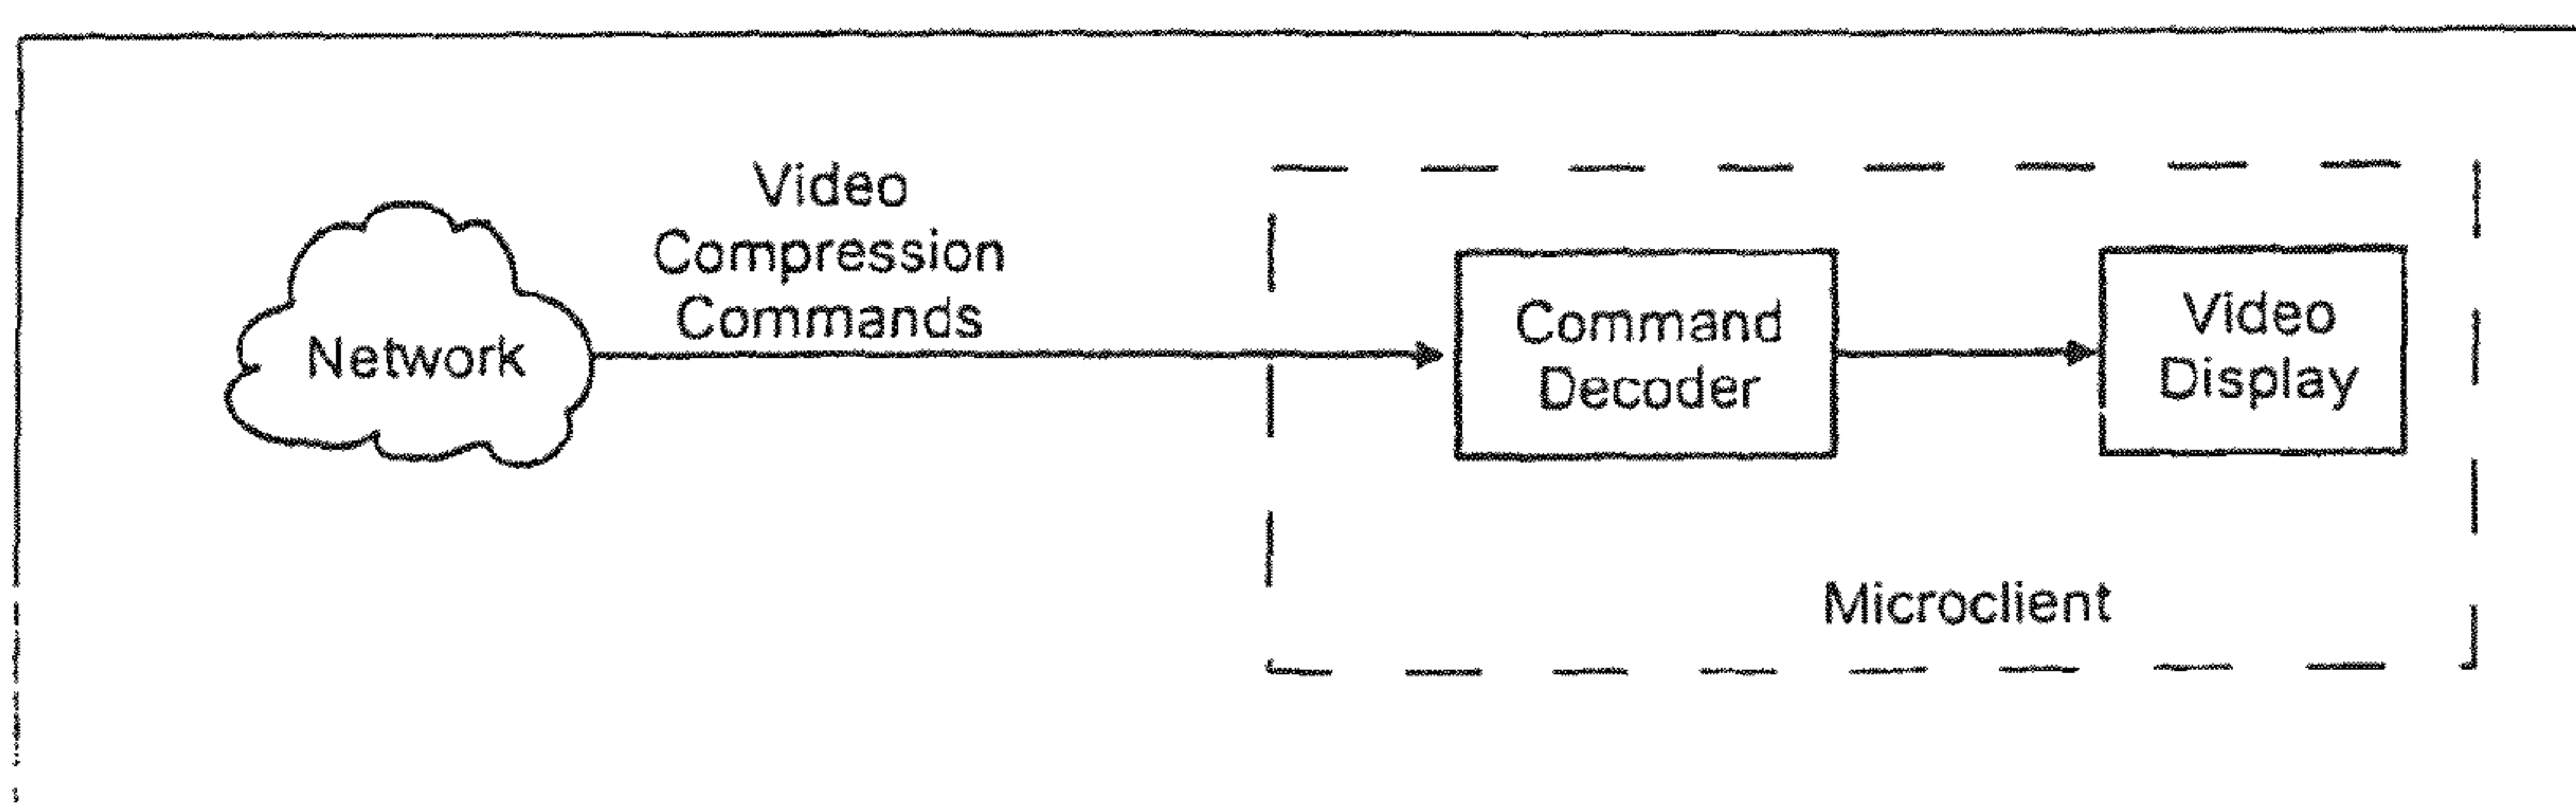 Video
Compression
Commands
Network
Command
Decoder
Video
Display
Microclient